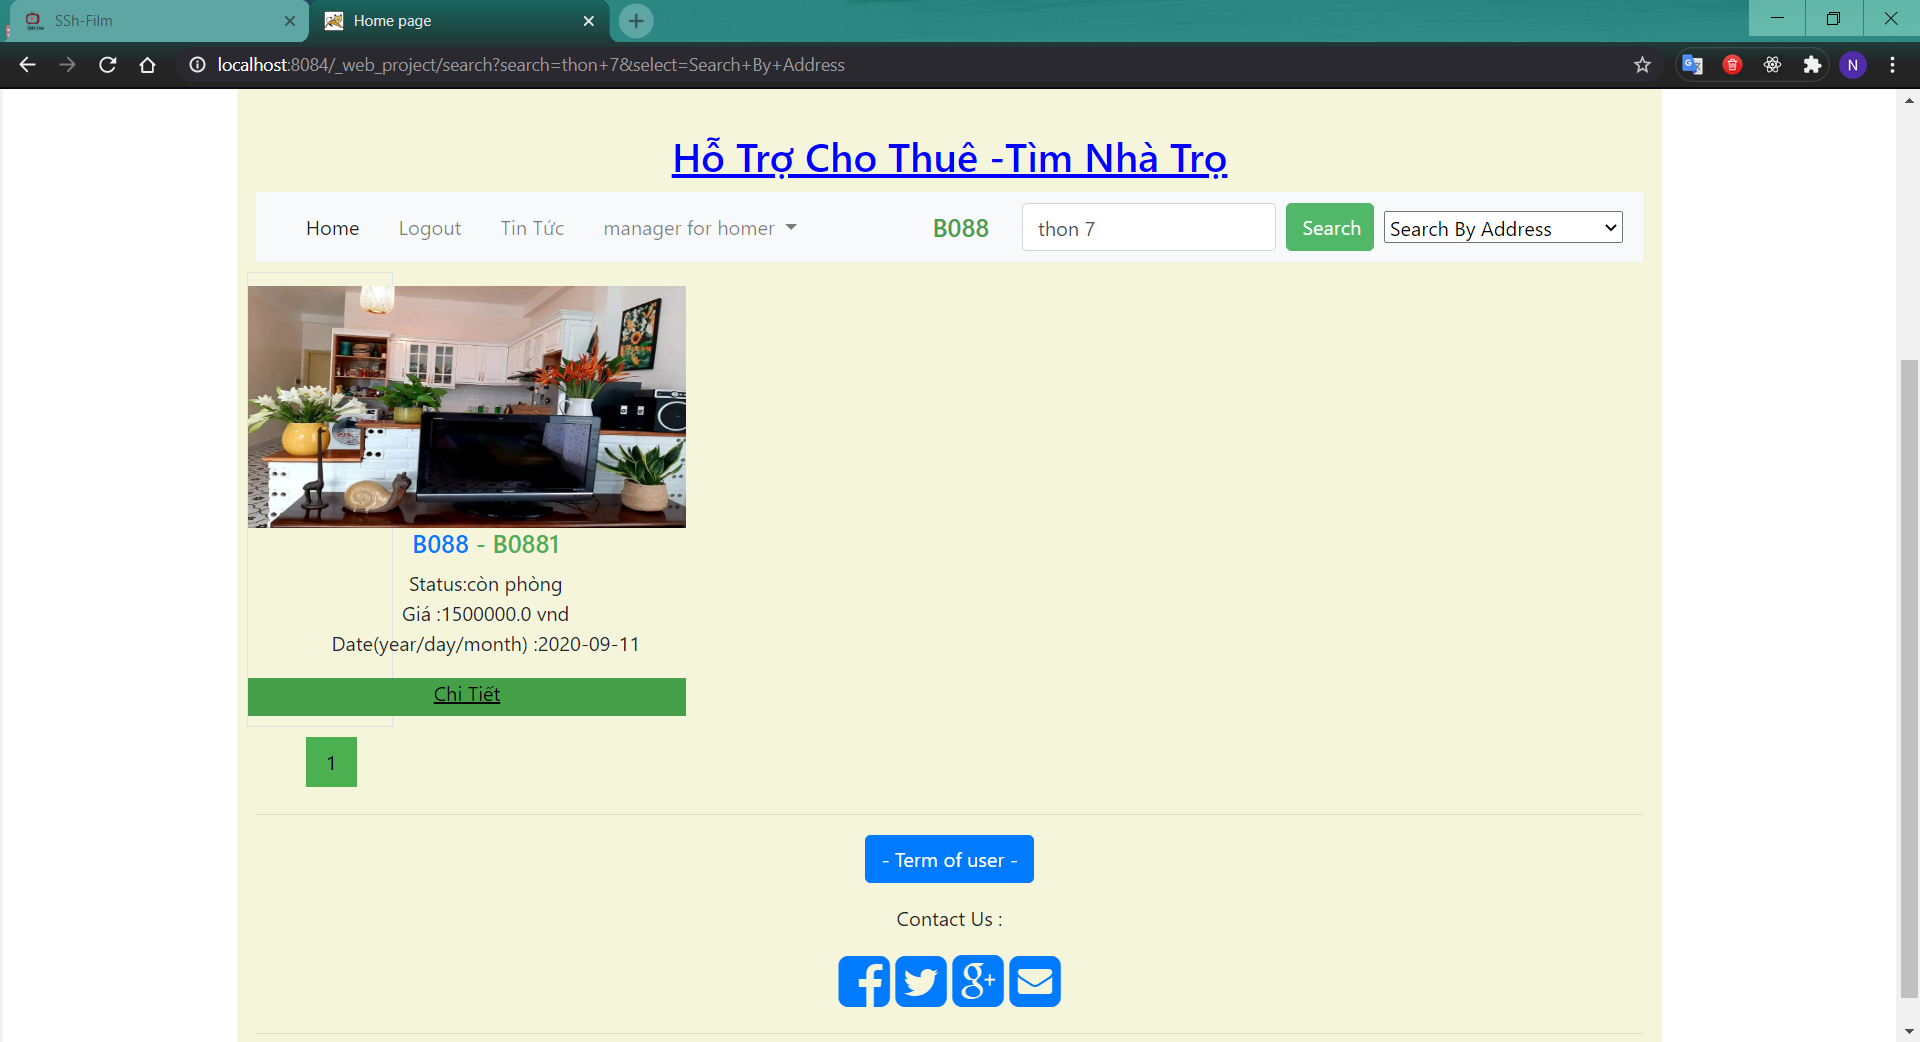 SSh-Film
Home page
localhost:8084/_web_project/search?search=thon+7&select=Search+By+Address
N
Hỗ Trợ Cho Thuê -Tìm Nhà Trọ
Home Logout Tin Tức manager for homer B088 thon 7 Search Search By Address
B088 - B0881
Status:còn phòng
Giá :1500000.0 vnd
Date(year/day/month) :2020-09-11
Chi Tiết
1
- Term of user -
Contact Us :